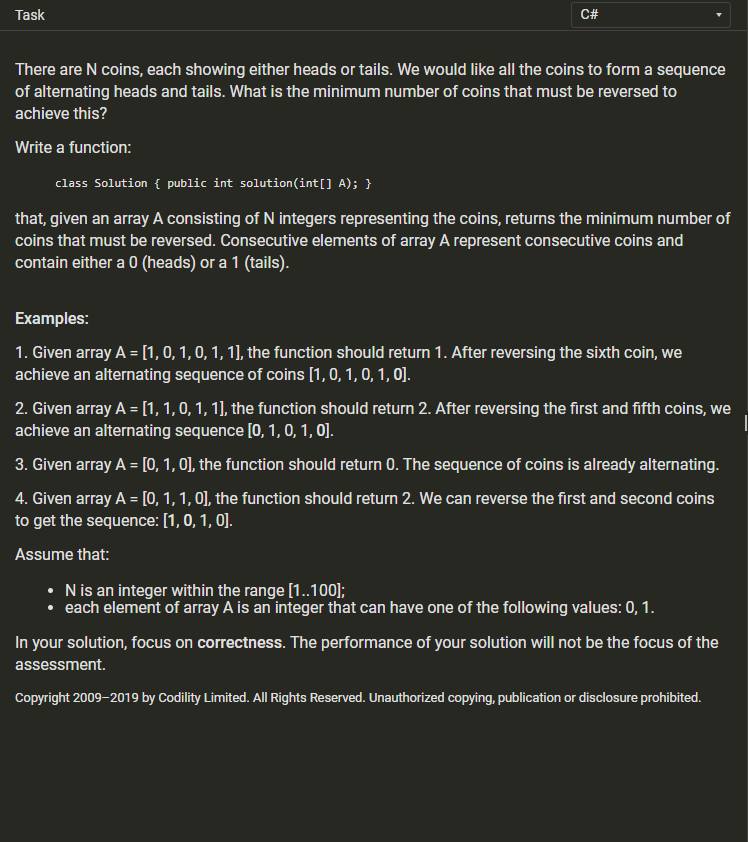 Task
C#
There are N coins, each showing either heads or tails. We would like all the coins to form a sequence
of alternating heads and tails. What is the minimum number of coins that must be reversed to
achieve this?
Write a function:
class Solution { public int solution(int[] A); }
that, given an array A consisting of N integers representing the coins, returns the minimum number of
coins that must be reversed. Consecutive elements of array A represent consecutive coins and
contain either a 0 (heads) or a 1 (tails).
Examples:
1. Given array A = [1, 0, 1, 0, 1, 1], the function should return 1. After reversing the sixth coin, we
achieve an alternating sequence of coins [1, 0, 1, 0, 1, 0].
2. Given array A = [1, 1, 0, 1, 1], the function should return 2. After reversing the first and fifth coins, we
achieve an alternating sequence [0, 1, 0, 1, 0].
3. Given array A = [0, 1, 0], the function should return 0. The sequence of coins is already alternating.
4. Given array A = [0, 1, 1, 0], the function should return 2. We can reverse the first and second coins
to get the sequence: [1, 0, 1, 0].
Assume that:
• N is an integer within the range [1..100];
• each element of array A is an integer that can have one of the following values: 0, 1.
In your solution, focus on correctness. The performance of your solution will not be the focus of the
assessment.
Copyright 2009–2019 by Codility Limited. All Rights Reserved. Unauthorized copying, publication or disclosure prohibited.